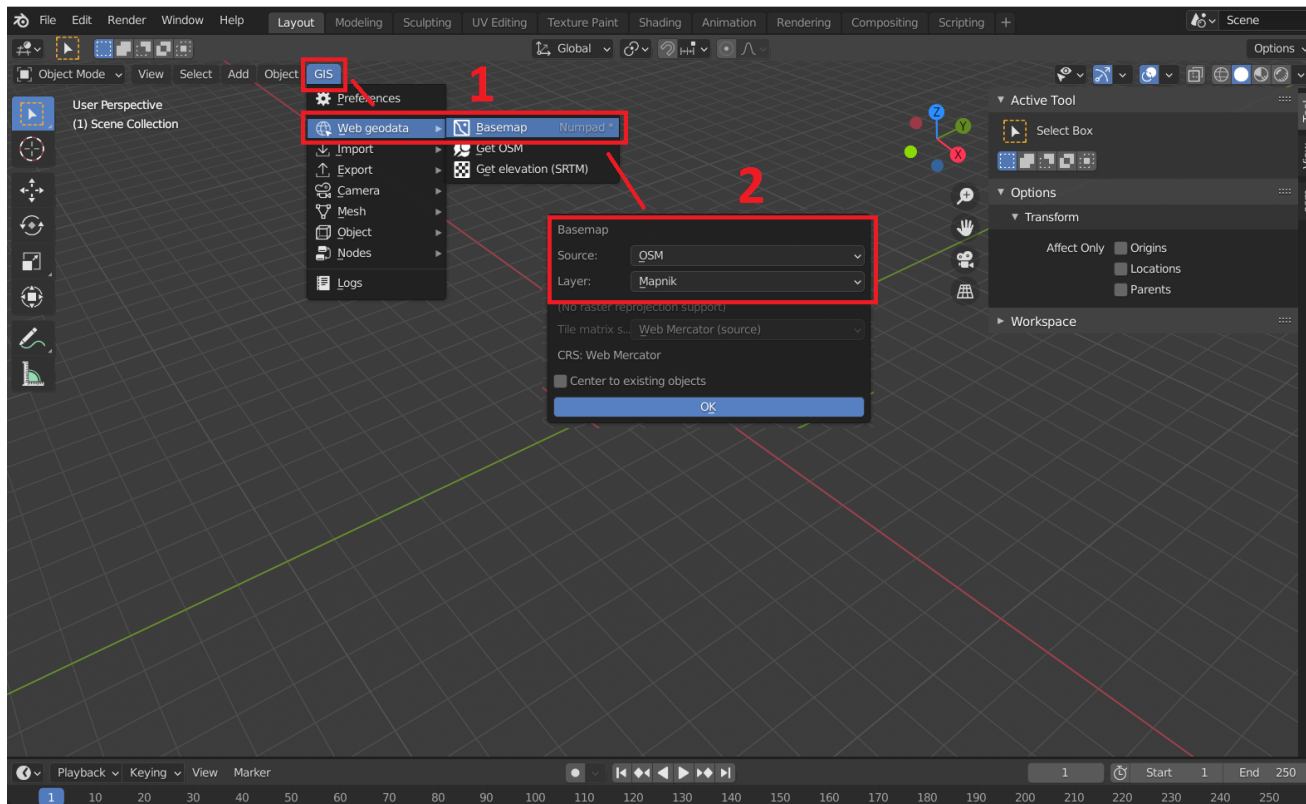 File Edit Render Window Help Layout Modeling Sculpting UV Editing Texture Paint Shading Animation Rendering Compositing Scripting + Scene
Global Options
Object Mode View Select Add Object GIS
User Perspective
(1) Scene Collection
1
Preferences
Web geodata
Import
Export
Camera
Mesh
Object
Nodes
Logs
Basemap Numpad *
Get OSM
Get elevation (SRTM)
2
Basemap
Source: OSM
Layer: Mapnik
(No raster reprojection support)
Tile matrix s... Web Mercator (source)
CRS: Web Mercator
Center to existing objects
OK
Z
Y
X
Active Tool
Select Box
Options
Transform
Affect Only Origins
Locations
Parents
Workspace
Playback Keying View Marker 1 Start 1 End 250
1 10 20 30 40 50 60 70 80 90 100 110 120 130 140 150 160 170 180 190 200 210 220 230 240 250